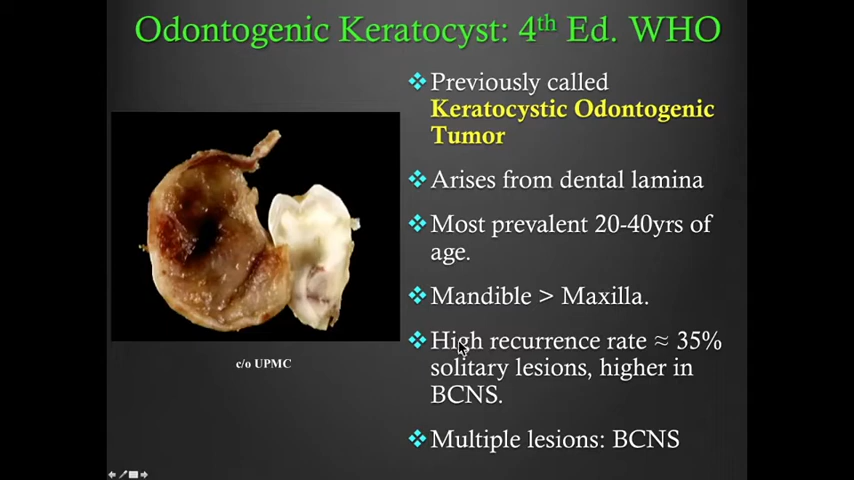 Odontogenic Keratocyst: 4th Ed. WHO
❖Previously called
Keratocystic Odontogenic
Tumor
❖Arises from dental lamina
❖Most prevalent 20-40yrs of
age.
❖Mandible > Maxilla.
❖High recurrence rate ≈ 35%
solitary lesions, higher in
BCNS.
❖Multiple lesions: BCNS
c/o UPMC